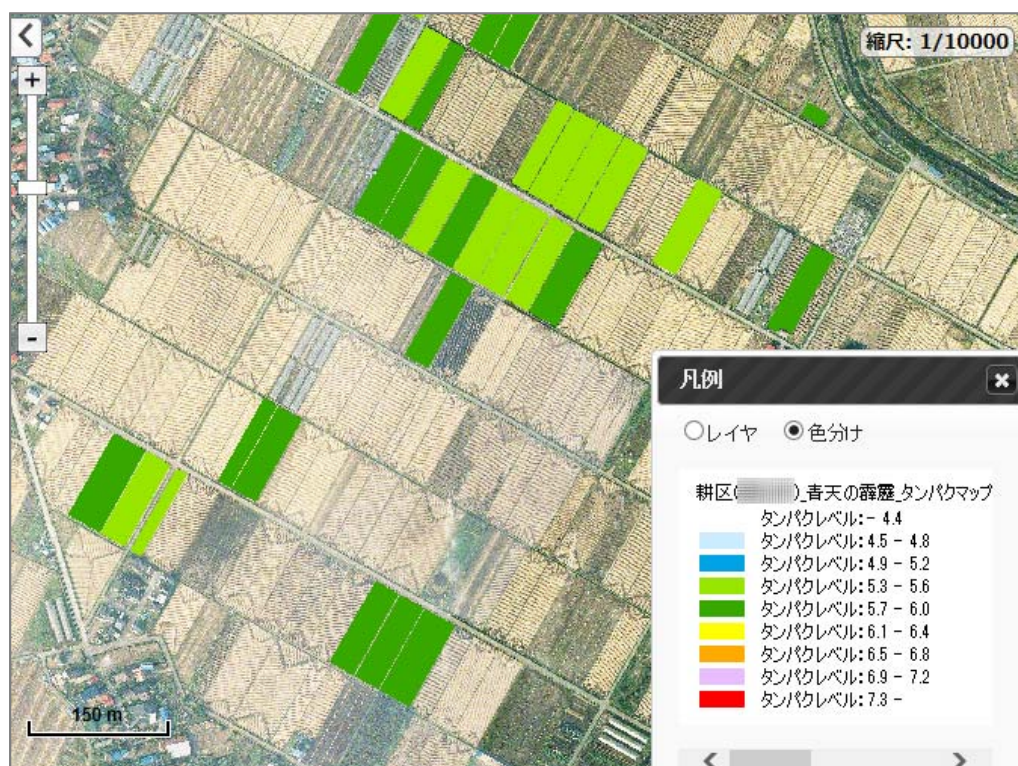 縮尺: 1/10000
+
-
150 m
凡例
レイヤ 色分け
耕区( )_青天の霹靂_タンパクマップ
タンパクレベル:- 4.4
タンパクレベル:4.5 - 4.8
タンパクレベル:4.9 - 5.2
タンパクレベル:5.3 - 5.6
タンパクレベル:5.7 - 6.0
タンパクレベル:6.1 - 6.4
タンパクレベル:6.5 - 6.8
タンパクレベル:6.9 - 7.2
タンパクレベル:7.3 -